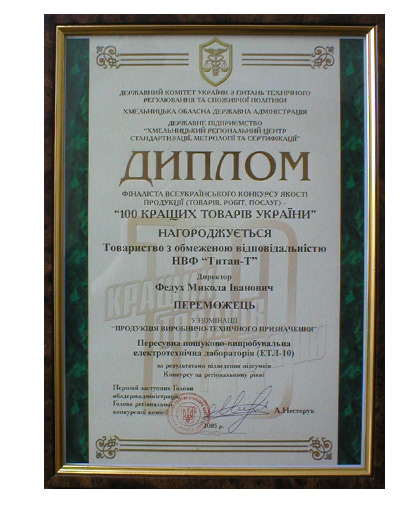 ДЕРЖАВНИЙ КОМІТЕТ УКРАЇНИ З ПИТАНЬ ТЕХНІЧНОГО
РЕГУЛЮВАННЯ ТА СПОЖИВЧОЇ ПОЛІТИКИ
ХМЕЛЬНИЦЬКА ОБЛАСНА ДЕРЖАВНА АДМІНІСТРАЦІЯ
ДЕРЖАВНЕ ПІДПРИЄМСТВО
“ХМЕЛЬНИЦЬКИЙ РЕГІОНАЛЬНИЙ ЦЕНТР
СТАНДАРТИЗАЦІЇ, МЕТРОЛОГІЇ ТА СЕРТИФІКАЦІЇ”
ДИПЛОМ
ФІНАЛІСТА ВСЕУКРАЇНСЬКОГО КОНКУРСУ ЯКОСТІ
ПРОДУКЦІЇ (ТОВАРІВ, РОБІТ, ПОСЛУГ) -
“100 КРАЩИХ ТОВАРІВ УКРАЇНИ”
НАГОРОДЖУЄТЬСЯ
Товариство з обмеженою відповідальністю
НВФ “Титан-Т”
Директор
Федух Микола Іванович
ПЕРЕМОЖЕЦЬ
У НОМІНАЦІЇ
“ПРОДУКЦІЯ ВИРОБНИЧО-ТЕХНІЧНОГО ПРИЗНАЧЕННЯ”
Пересувна пошуково-випробувальна
електротехнічна лабораторія (ЕТЛ-10)
за результатами підведення підсумків
Конкурсу на регіональному рівні
Перший заступник Голови
облдержадміністрації,
Голова регіональної
конкурсної комісії
А.Нестерук
2005 р.